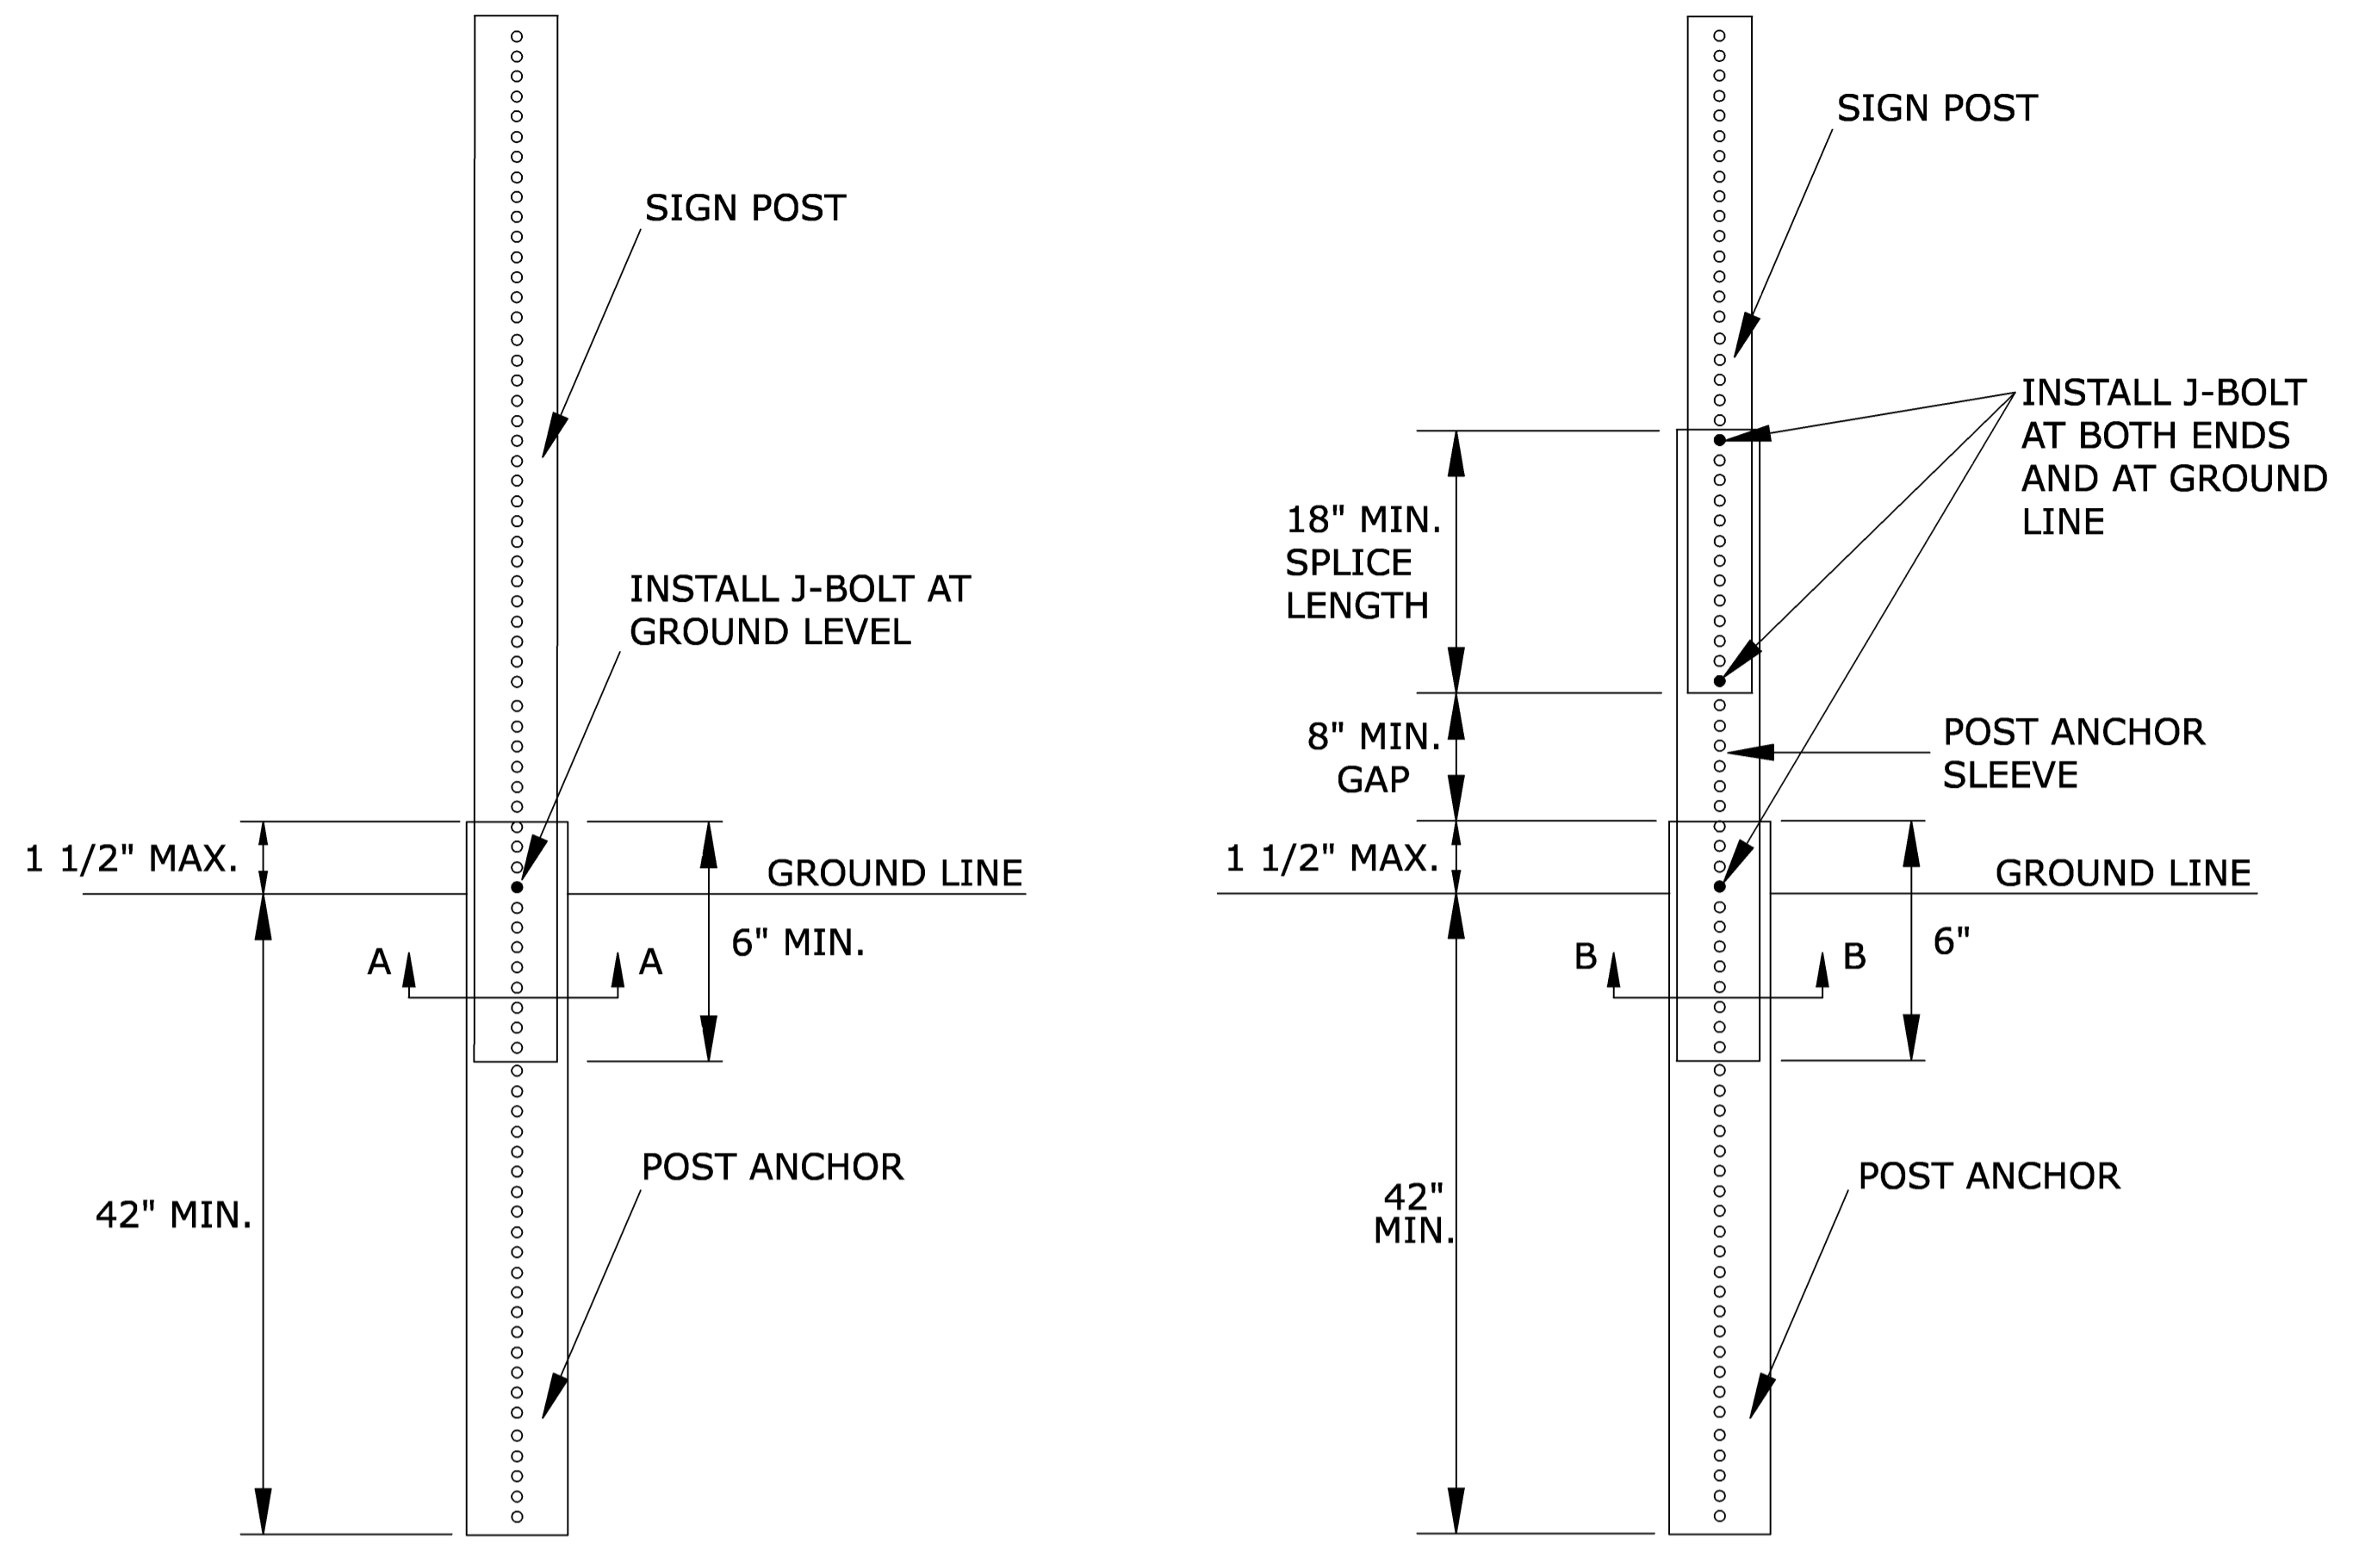 SIGN POST
INSTALL J-BOLT AT
GROUND LEVEL
1 1/2" MAX.
GROUND LINE
6" MIN.
A
A
POST ANCHOR
42" MIN.
SIGN POST
INSTALL J-BOLT
AT BOTH ENDS
AND AT GROUND
LINE
18" MIN.
SPLICE
LENGTH
8" MIN.
GAP
POST ANCHOR
SLEEVE
1 1/2" MAX.
GROUND LINE
6"
B
B
POST ANCHOR
42"
MIN.